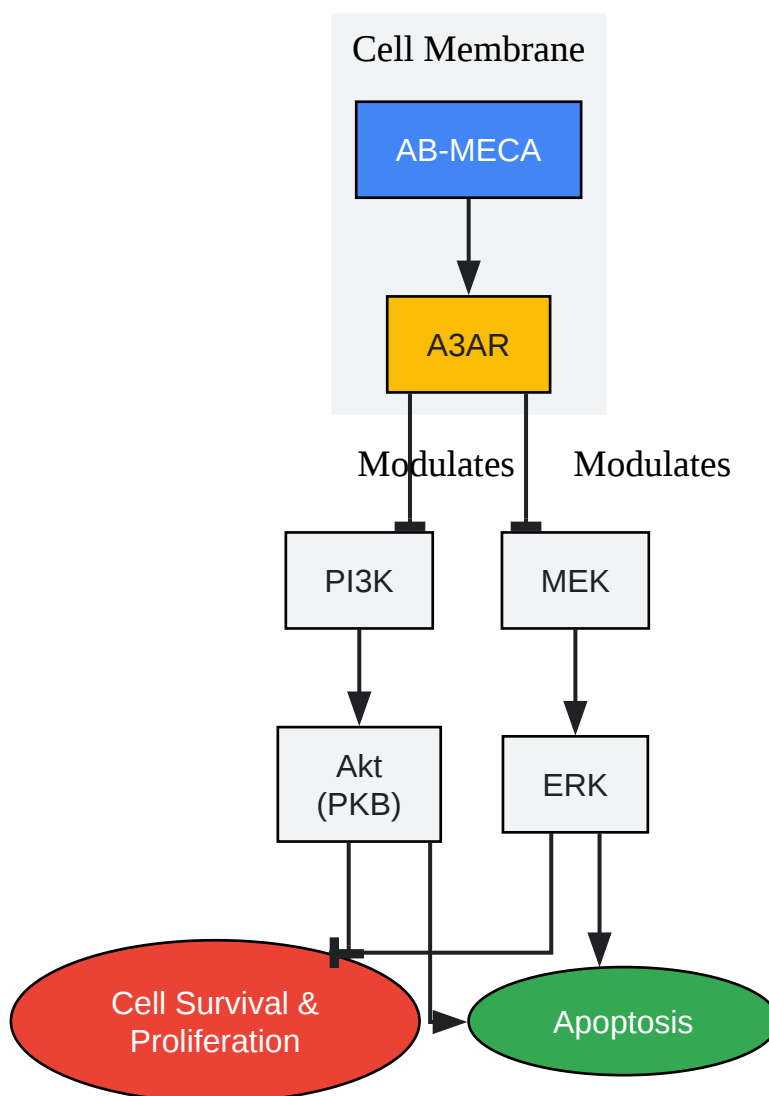 Cell Membrane
AB-MECA
A3AR
Modulates
Modulates
PI3K
MEK
Akt
(PKB)
ERK
Cell Survival &
Proliferation
Apoptosis